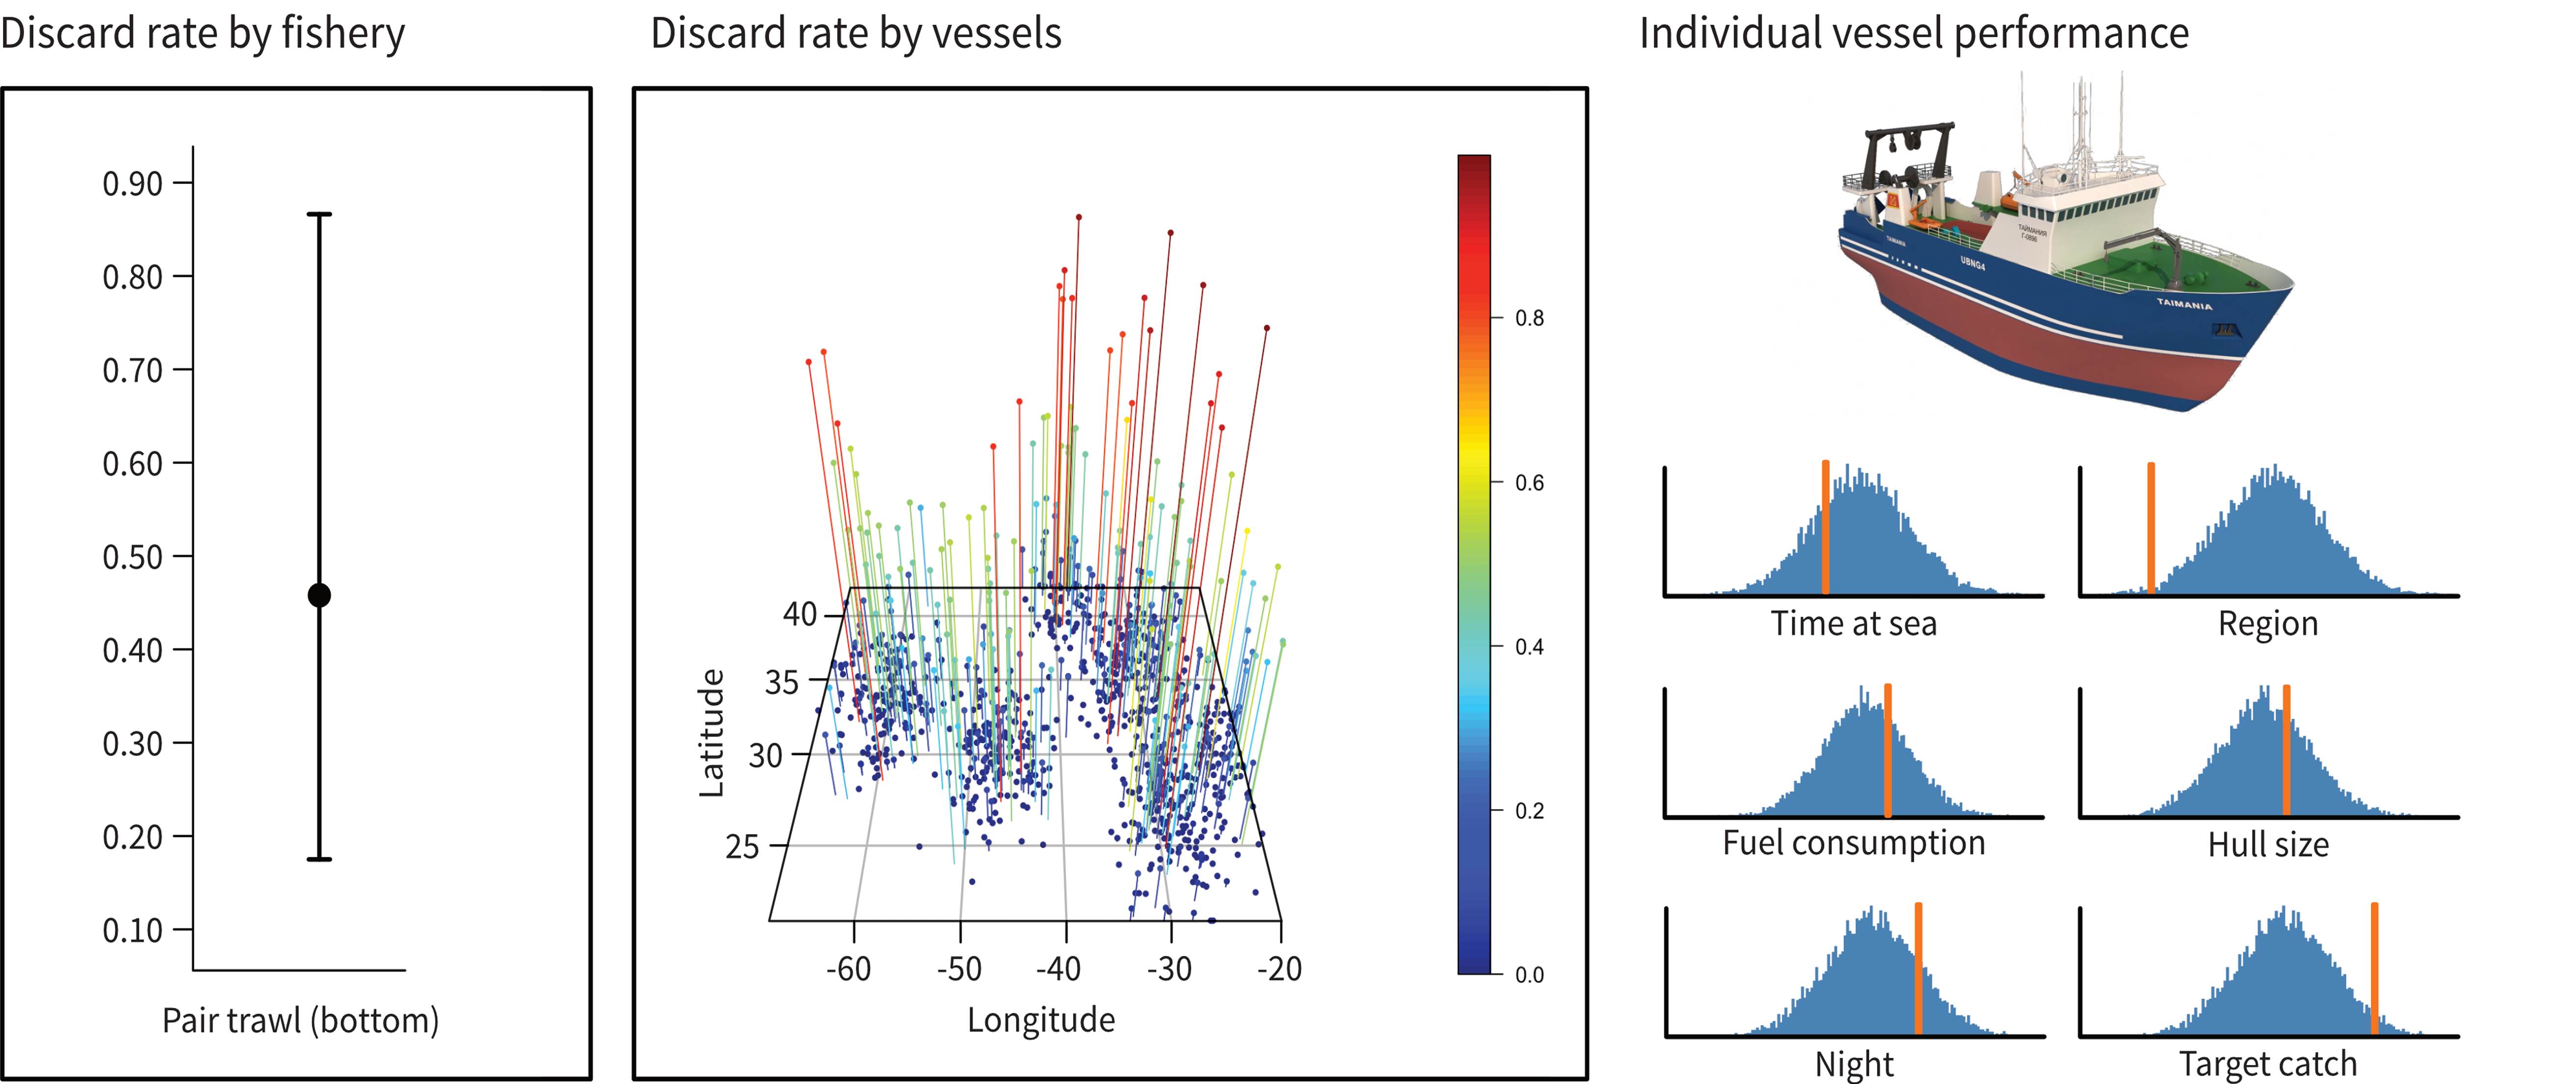 Discard rate by fishery
0.90
0.80
0.70
0.60
0.50
0.40
0.30
0.20
0.10
Pair trawl (bottom)
Discard rate by vessels
0.8
0.6
0.4
0.2
0.0
Latitude
40
35
30
25
-60
-50
-40
-30
-20
Longitude
Individual vessel performance
ТАЙМАНИЯ
UBNG4
TAIMANIA
Time at sea
Region
Fuel consumption
Hull size
Night
Target catch